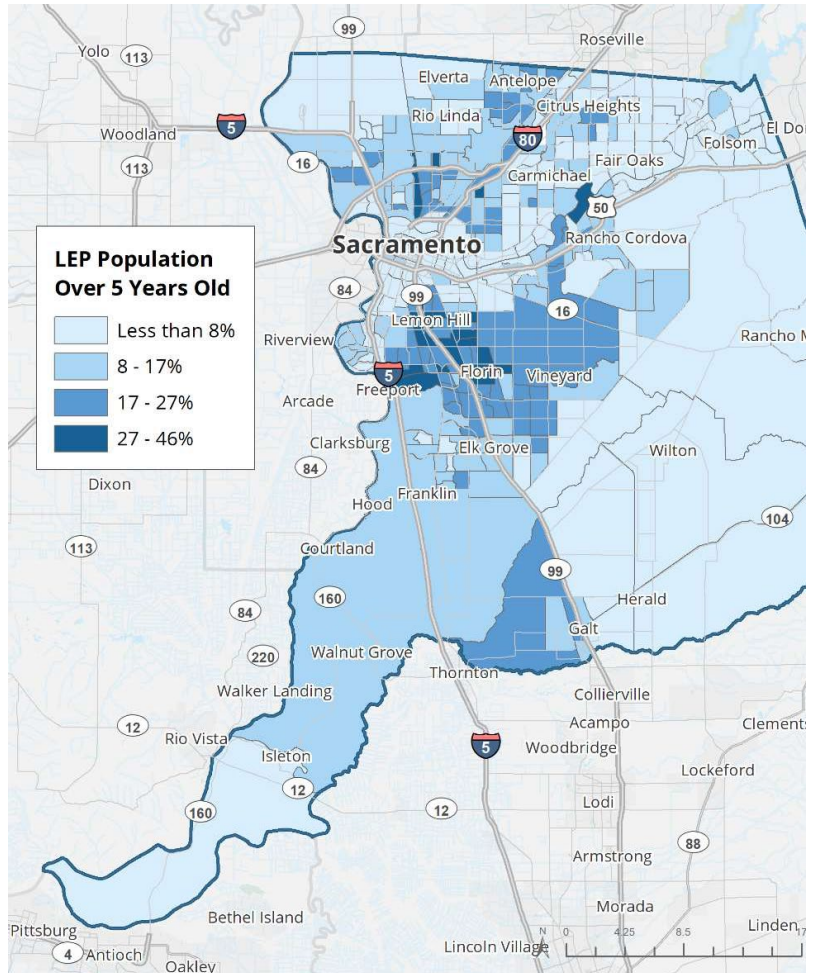 99
Roseville
Yolo
113
Elverta
Antelope
Citrus Heights
Rio Linda
Woodland
5
80
El Do
Folsom
16
113
Fair Oaks
Carmichael
50
LEP Population
Over 5 Years Old
Less than 8%
8 - 17%
17 - 27%
27 - 46%
Sacramento
Rancho Cordova
84
99
16
Lemon Hill
Riverview
Rancho M
5
Florin
Vineyard
Freeport
Arcade
Clarksburg
Elk Grove
Wilton
84
Dixon
Franklin
Hood
104
113
Courtland
99
160
84
Herald
Galt
220
Walnut Grove
Thornton
Walker Landing
Collierville
12
Acampo
Clements
Rio Vista
5
Woodbridge
Isleton
Lockeford
12
160
12
Lodi
88
Armstrong
Morada
Bethel Island
Pittsburg
Linden
N
0
4.25
8.5
17
4
Antioch
Lincoln Village
Oakley